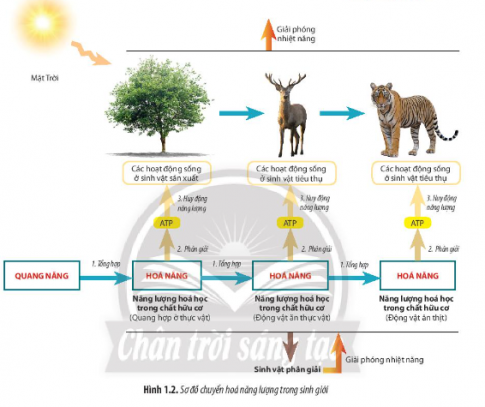 Giải phóng
nhiệt năng
Mặt Trời
Các hoạt động sống
ở sinh vật sản xuất
Các hoạt động sống
ở sinh vật tiêu thụ
Các hoạt động sống
ở sinh vật tiêu thụ
3. Huy động
năng lượng
3. Huy động
năng lượng
3. Huy động
năng lượng
ATP
ATP
ATP
2. Phân giải
2. Phân giải
2. Phân giải
1. Tổng hợp
1. Tổng hợp
1. Tổng hợp
QUANG NĂNG
HOÁ NĂNG
HOÁ NĂNG
HOÁ NĂNG
Năng lượng hoá học
trong chất hữu cơ
(Quang hợp ở thực vật)
Năng lượng hoá học
trong chất hữu cơ
(Động vật ăn thực vật)
Năng lượng hoá học
trong chất hữu cơ
(Động vật ăn thịt)
Chân trời sáng tạo
Sinh vật phân giải
Giải phóng nhiệt năng
Hình 1.2. Sơ đồ chuyển hoá năng lượng trong sinh giới